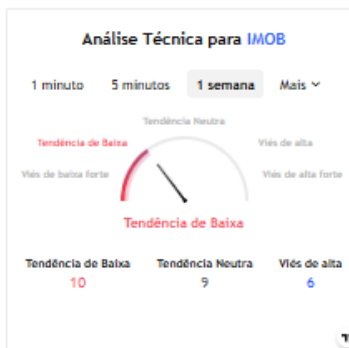 Análise Técnica para IMOB
1 minuto 5 minutos 1 semana Mais
Tendência Neutra
Tendência de Baixa Viés de alta
Viés de baixa forte Viés de alta forte
Tendência de Baixa
Tendência de Baixa Tendência Neutra Viés de alta
10 9 6